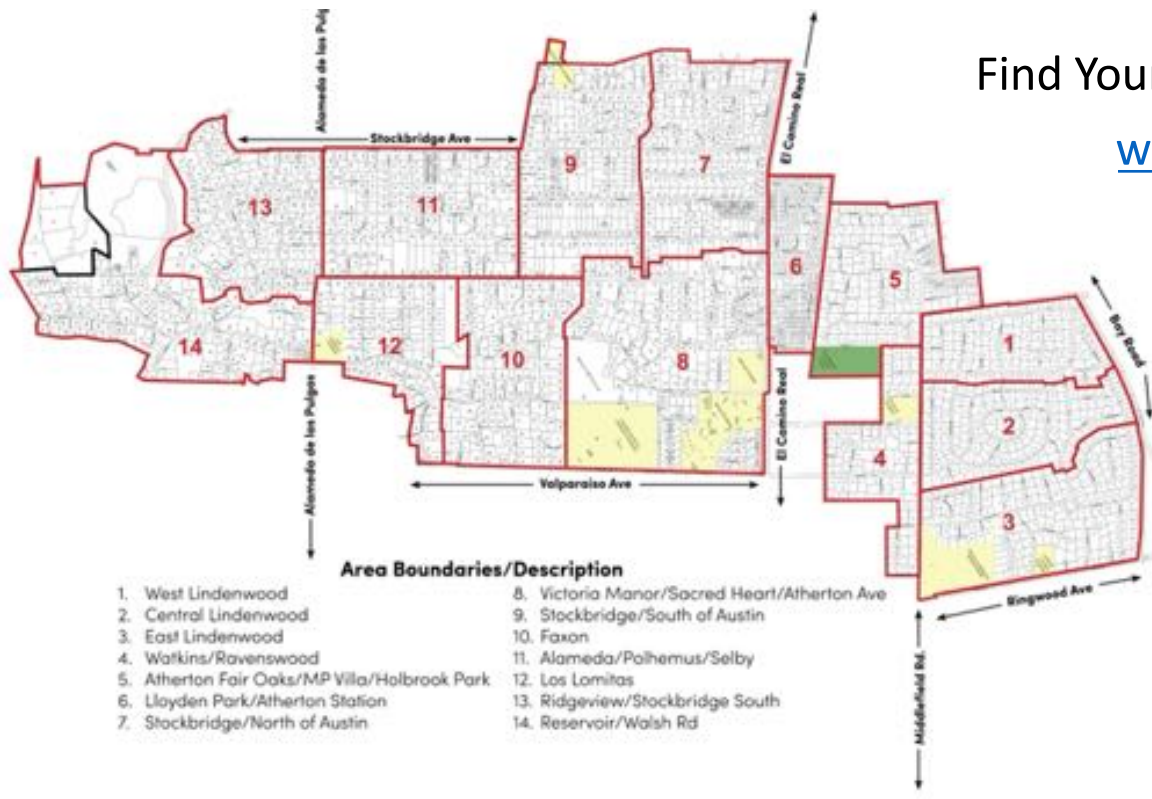 Alameda de las Pulg
El Camino Real
Find Your
w
Stockbridge Ave
9
7
13
11
6
5
Bay Road
14
12
10
8
1
El Camino Real
2
4
Alameda de las Pulgas
Valparaiso Ave
3
Ringwood Ave
Middlefield Rd.
Area Boundaries/Description
1. West Lindenwood
2. Central Lindenwood
3. East Lindenwood
4. Watkins/Ravenswood
5. Atherton Fair Oaks/MP Villa/Holbrook Park
6. Lloyden Park/Atherton Station
7. Stockbridge/North of Austin
8. Victoria Manor/Sacred Heart/Atherton Ave
9. Stockbridge/South of Austin
10. Faxon
11. Alameda/Polhemus/Selby
12. Los Lomitas
13. Ridgeview/Stockbridge South
14. Reservoir/Walsh Rd